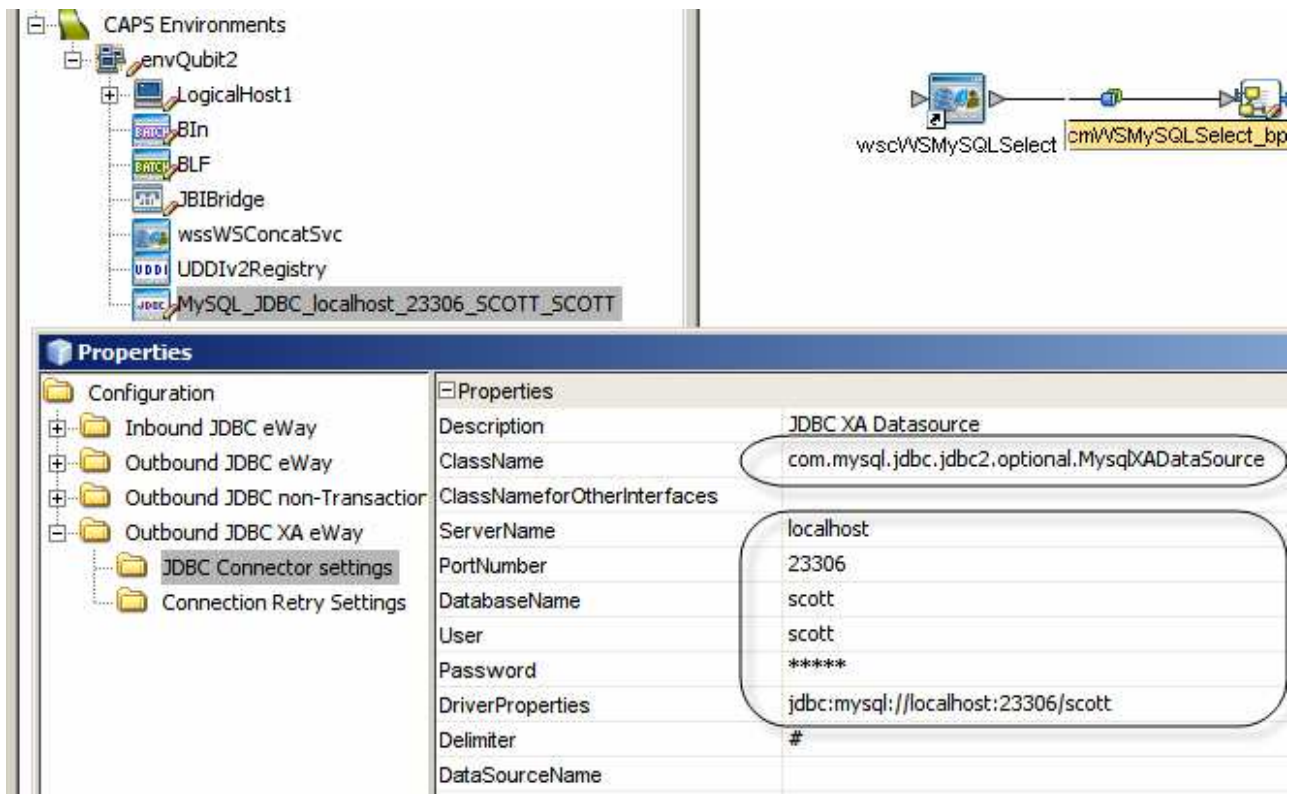 CAPS Environments
envQubit2
LogicalHost1
BATCH BIn
BATCH BLF
JBIBridge
wssWSConcatSvc
UDDI UDDIv2Registry
JDBC MySQL_JDBC_localhost_23306_SCOTT_SCOTT
wscWSMySQLSelect
cmWSMySQLSelect_bp
Properties
Configuration
Inbound JDBC eWay
Outbound JDBC eWay
Outbound JDBC non-Transaction
Outbound JDBC XA eWay
JDBC Connector settings
Connection Retry Settings
Properties
Description JDBC XA Datasource
ClassName com.mysql.jdbc.jdbc2.optional.MysqlXADataSource
ClassNameforOtherInterfaces
ServerName localhost
PortNumber 23306
DatabaseName scott
User scott
Password *****
DriverProperties jdbc:mysql://localhost:23306/scott
Delimiter #
DataSourceName